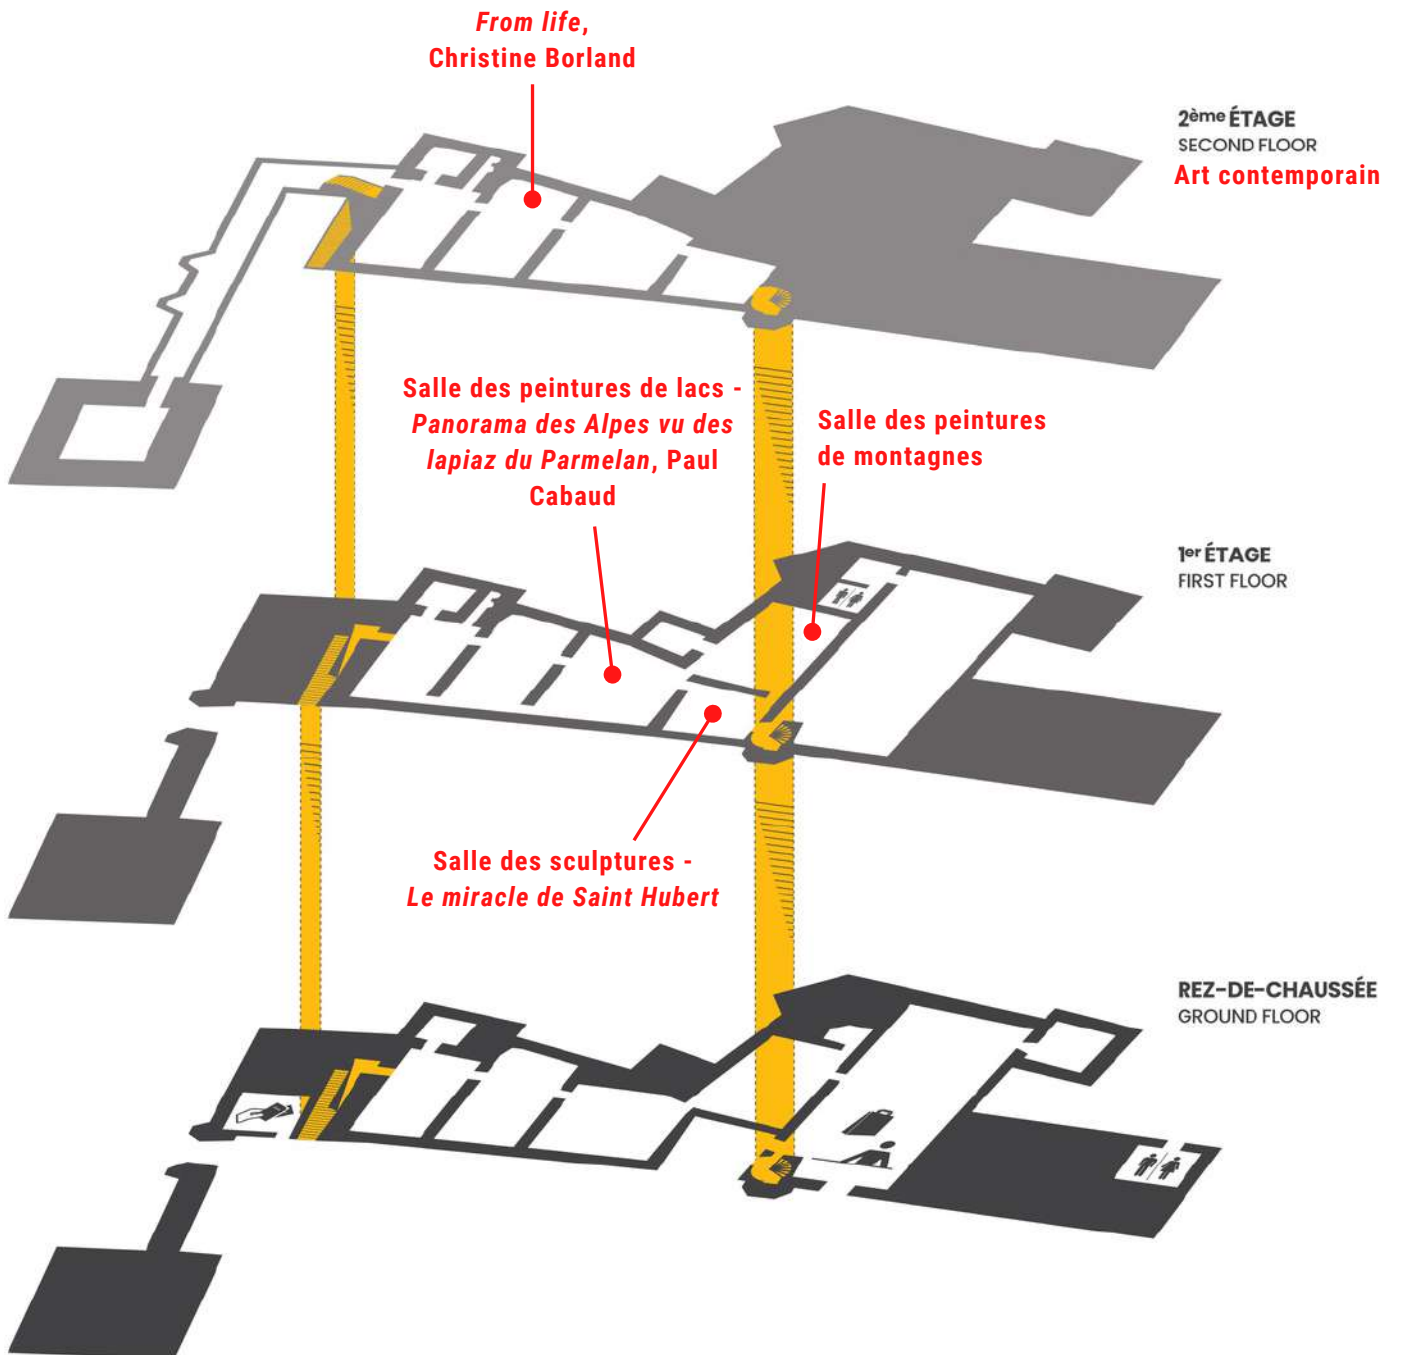 From life,
Christine Borland
2ème ÉTAGE
SECOND FLOOR
Art contemporain
Salle des peintures de lacs -
Panorama des Alpes vu des
lapiaz du Parmelan, Paul
Cabaud
Salle des peintures
de montagnes
1er ÉTAGE
FIRST FLOOR
Salle des sculptures -
Le miracle de Saint Hubert
REZ-DE-CHAUSSÉE
GROUND FLOOR